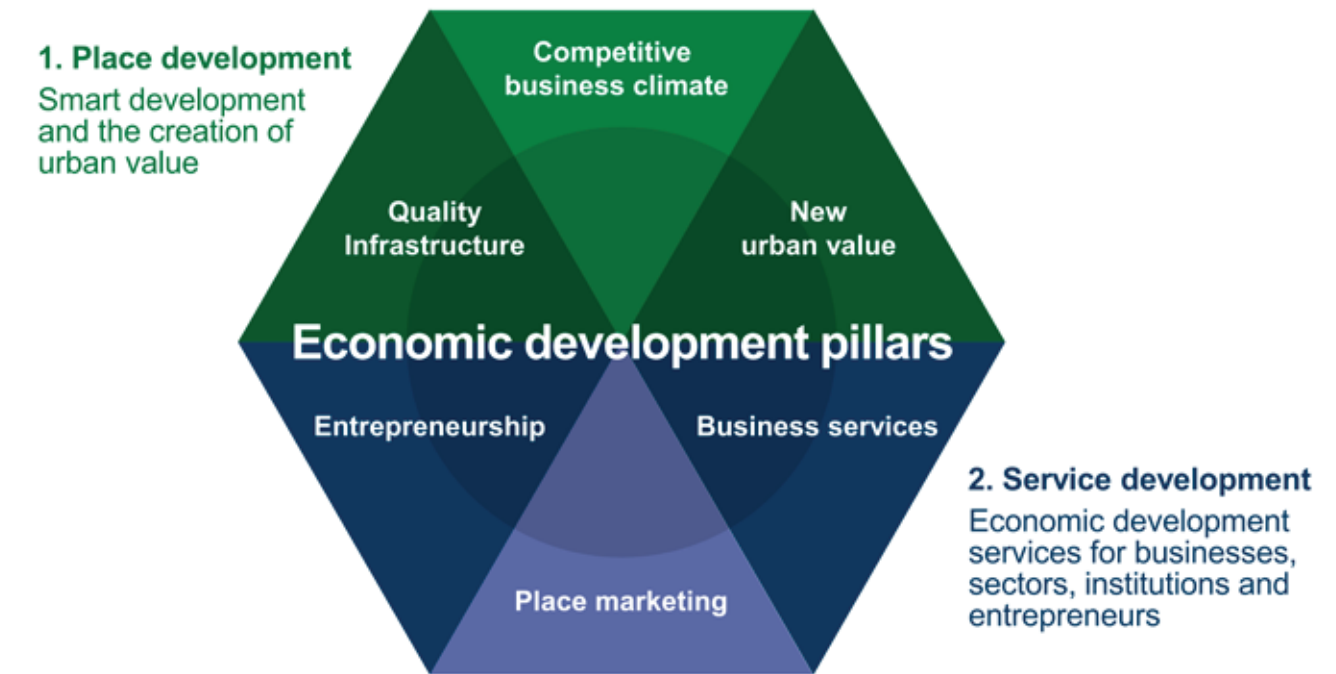 1. Place development
Smart development
and the creation of
urban value
Competitive
business climate
Quality
Infrastructure
New
urban value
Economic development pillars
Entrepreneurship
Business services
Place marketing
2. Service development
Economic development
services for businesses,
sectors, institutions and
entrepreneurs